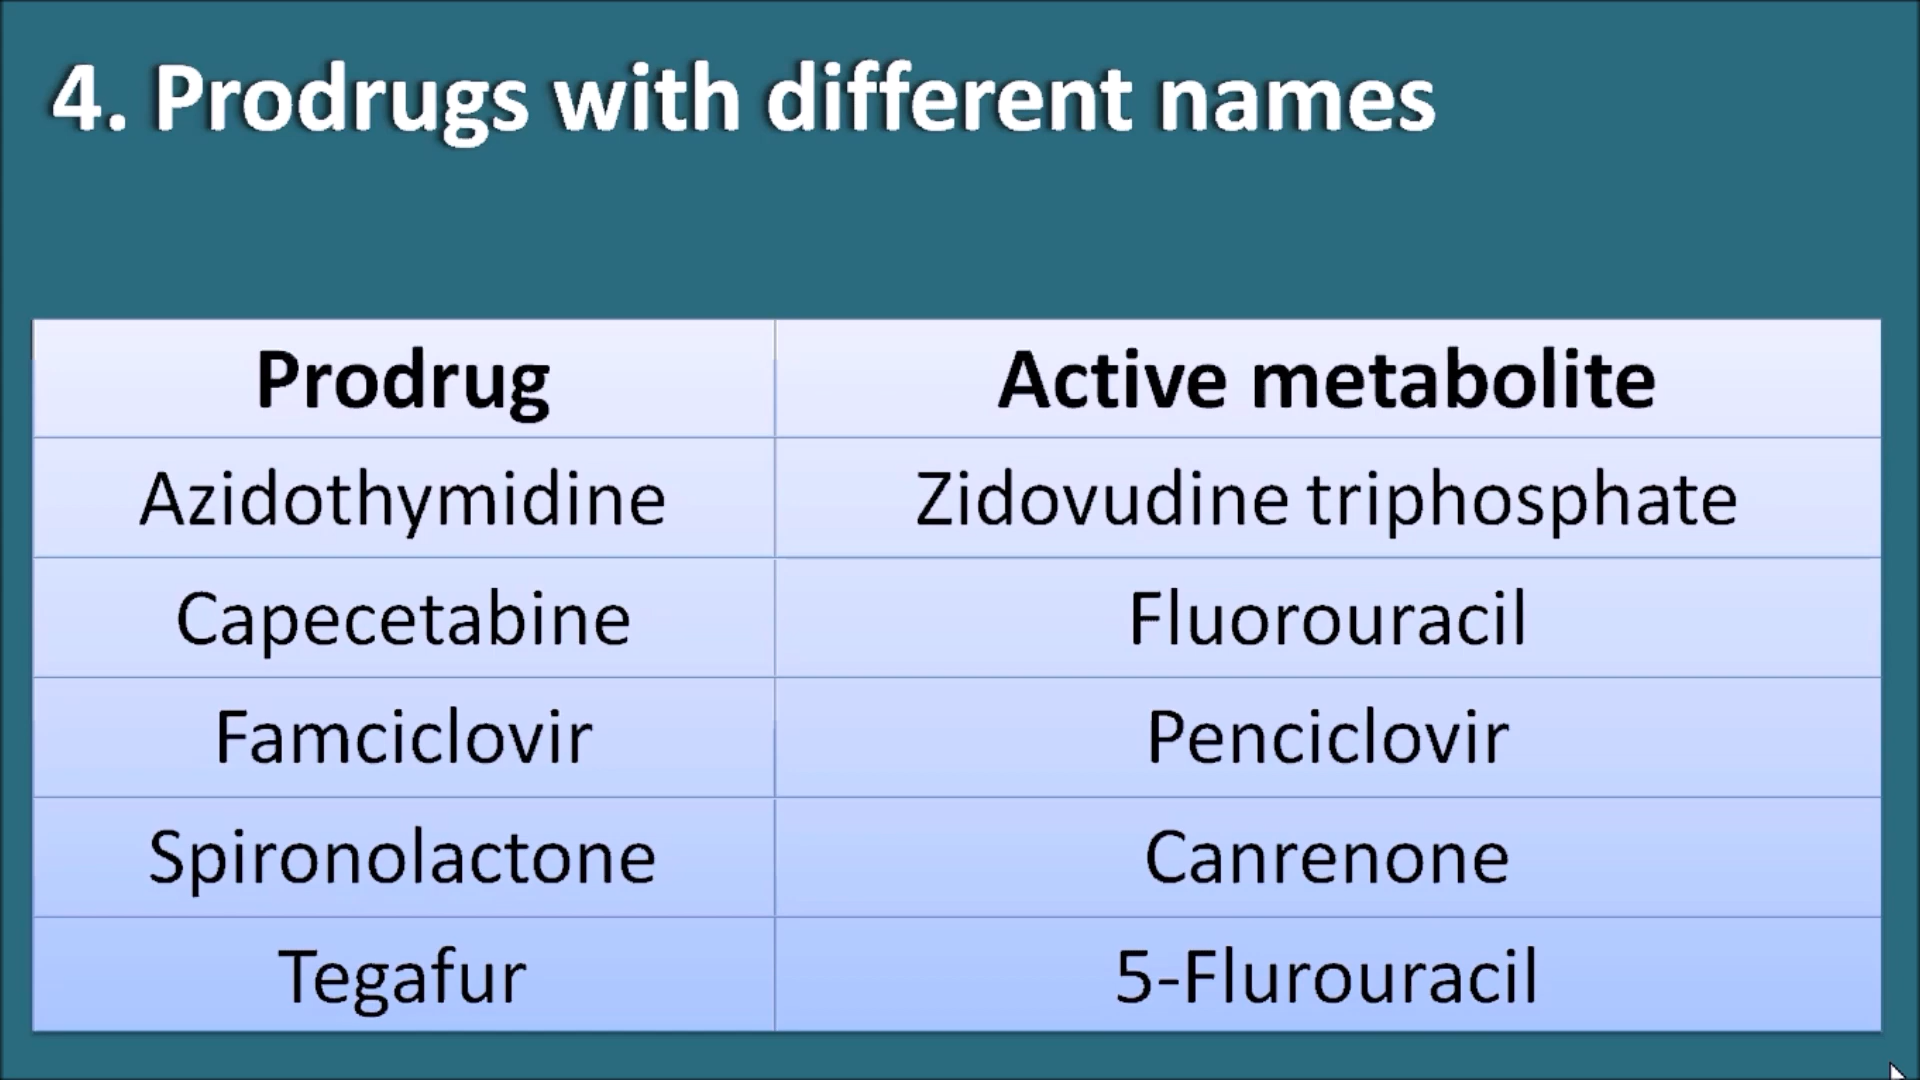 4. Prodrugs with different names
Prodrug Active metabolite
Azidothymidine Zidovudine triphosphate
Capecetabine Fluorouracil
Famciclovir Penciclovir
Spironolactone Canrenone
Tegafur 5-Flurouracil